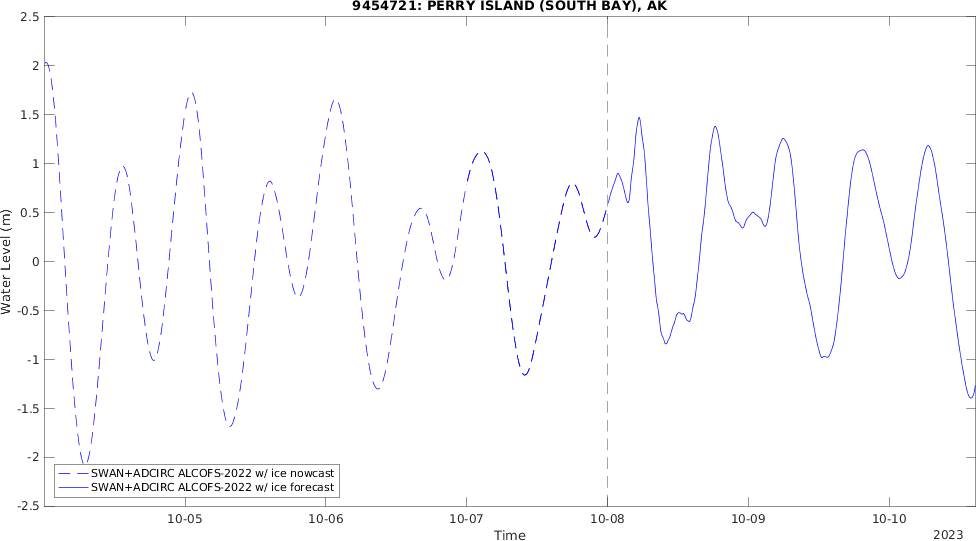 9454721: PERRY ISLAND (SOUTH BAY), AK
2.5
2
1.5
1
0.5
0
-0.5
-1
-1.5
-2
-2.5
Water Level (m)
SWAN+ADCIRC ALCOFS-2022 w/ ice nowcast
SWAN+ADCIRC ALCOFS-2022 w/ ice forecast
10-05 10-06 10-07 10-08 10-09 10-10
Time
2023